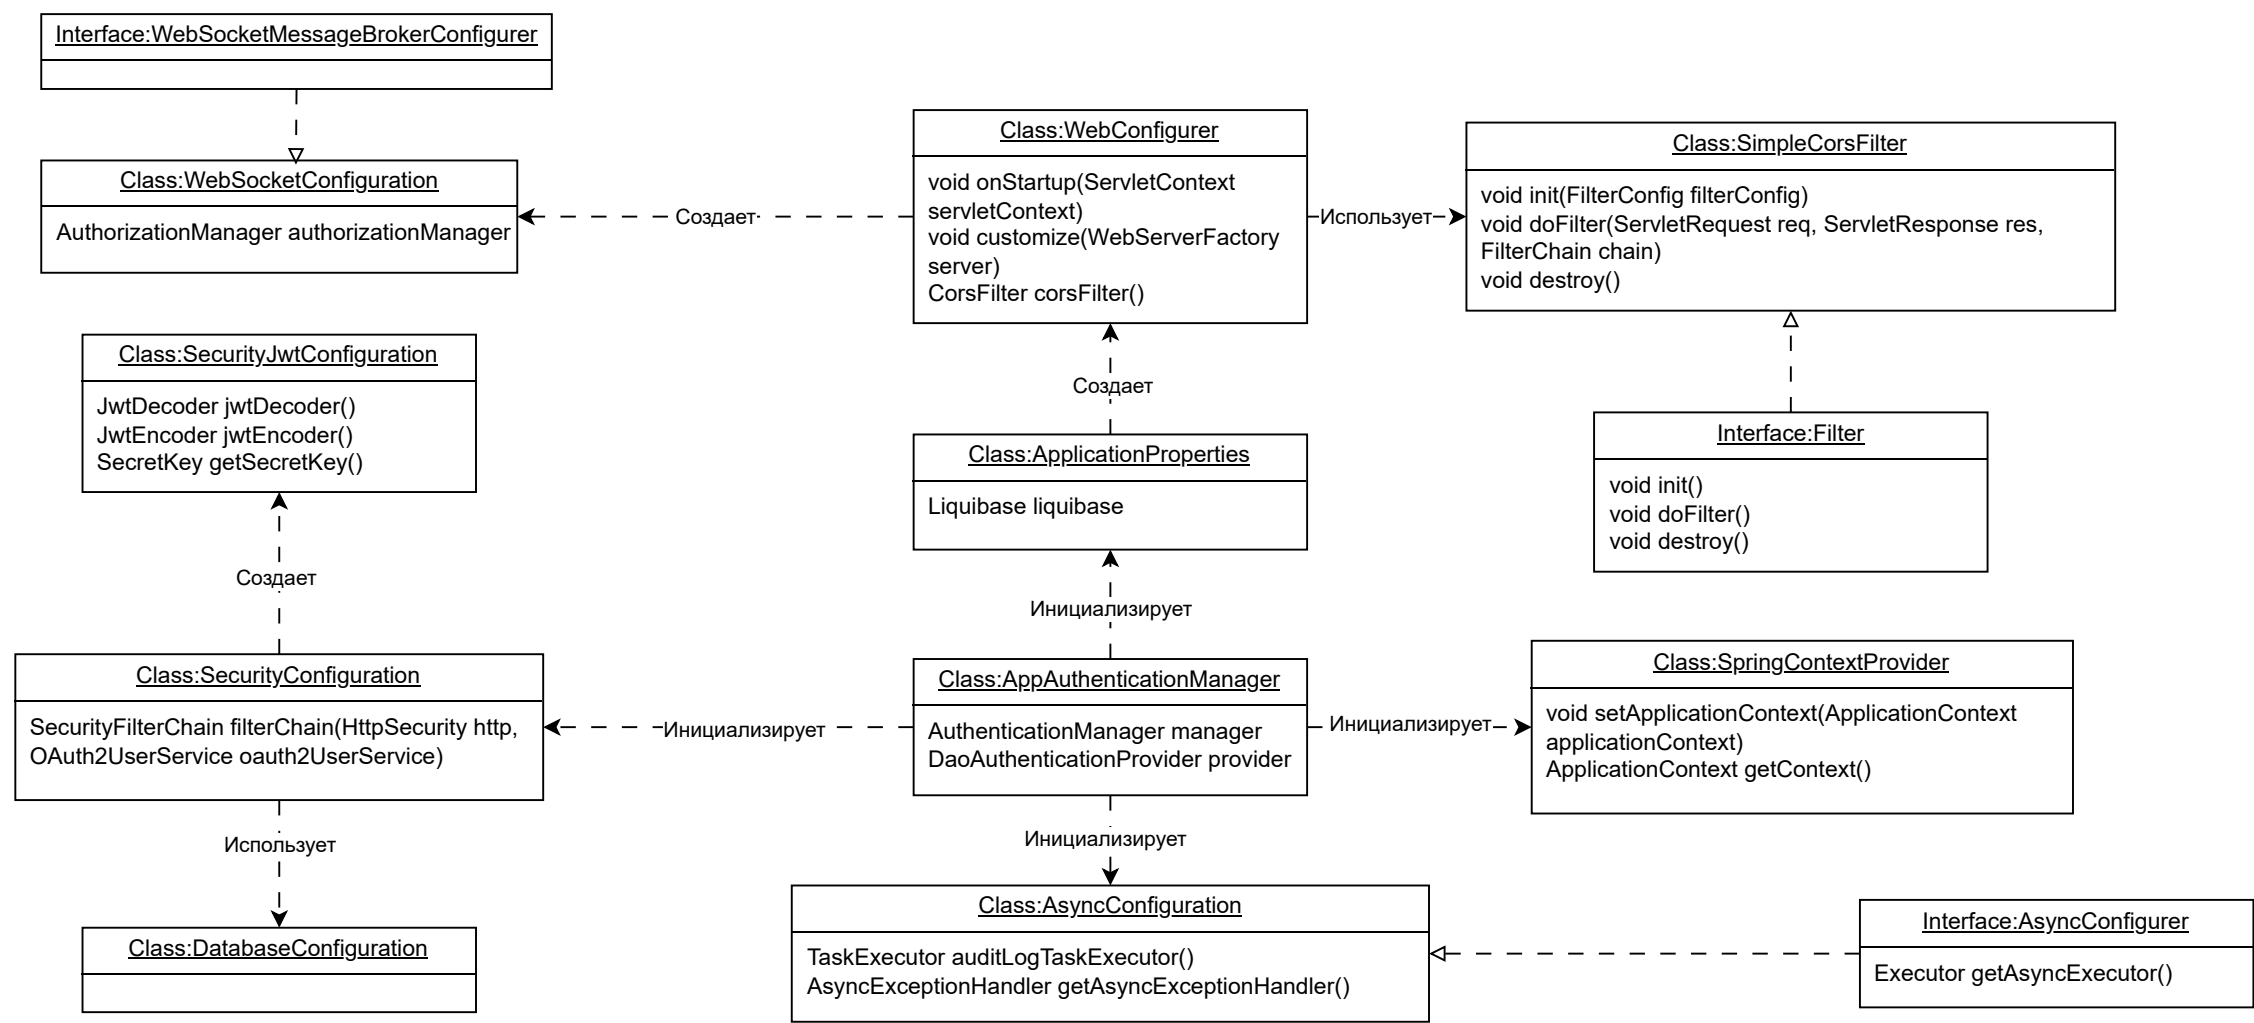 Interface:WebSocketMessageBrokerConfigurer
Class:WebSocketConfiguration
AuthorizationManager authorizationManager
Создает
Class:WebConfigurer
void onStartup(ServletContext
servletContext)
void customize(WebServerFactory
server)
CorsFilter corsFilter()
Использует
Class:SimpleCorsFilter
void init(FilterConfig filterConfig)
void doFilter(ServletRequest req, ServletResponse res,
FilterChain chain)
void destroy()
Class:SecurityJwtConfiguration
JwtDecoder jwtDecoder()
JwtEncoder jwtEncoder()
SecretKey getSecretKey()
Создает
Class:ApplicationProperties
Liquibase liquibase
Interface:Filter
void init()
void doFilter()
void destroy()
Создает
Инициализирует
Class:SecurityConfiguration
SecurityFilterChain filterChain(HttpSecurity http,
OAuth2UserService oauth2UserService)
Инициализирует
Class:AppAuthenticationManager
AuthenticationManager manager
DaoAuthenticationProvider provider
Инициализирует
Class:SpringContextProvider
void setApplicationContext(ApplicationContext
applicationContext)
ApplicationContext getContext()
Использует
Инициализирует
Class:DatabaseConfiguration
Class:AsyncConfiguration
TaskExecutor auditLogTaskExecutor()
AsyncExceptionHandler getAsyncExceptionHandler()
Interface:AsyncConfigurer
Executor getAsyncExecutor()